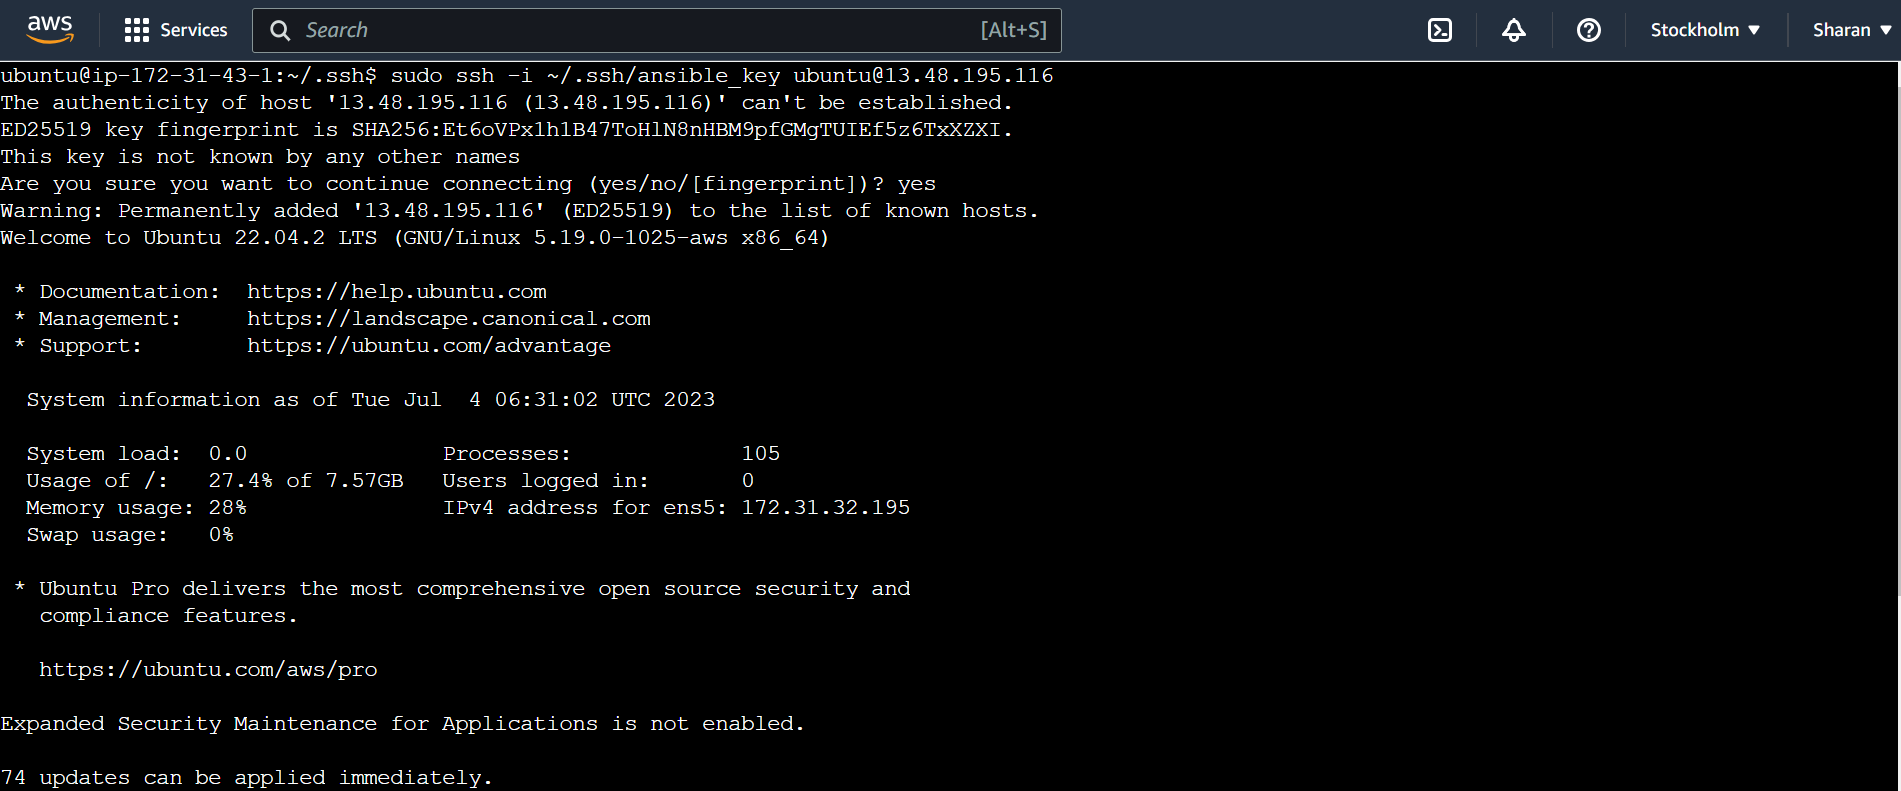 aws Services Search [Alt+S] Stockholm ▼ Sharan ▼
ubuntu@ip-172-31-43-1:~/.ssh$ sudo ssh -i ~/.ssh/ansible_key ubuntu@13.48.195.116
The authenticity of host '13.48.195.116 (13.48.195.116)' can't be established.
ED25519 key fingerprint is SHA256:Et6oVPx1h1B47ToHlN8nHBM9pfGMgTUIEf5z6TxXZXI.
This key is not known by any other names
Are you sure you want to continue connecting (yes/no/[fingerprint])? yes
Warning: Permanently added '13.48.195.116' (ED25519) to the list of known hosts.
Welcome to Ubuntu 22.04.2 LTS (GNU/Linux 5.19.0-1025-aws x86_64)
* Documentation:  https://help.ubuntu.com
* Management:     https://landscape.canonical.com
* Support:        https://ubuntu.com/advantage
System information as of Tue Jul  4 06:31:02 UTC 2023
System load:  0.0               Processes:             105
Usage of /:   27.4% of 7.57GB   Users logged in:       0
Memory usage: 28%               IPv4 address for ens5: 172.31.32.195
Swap usage:   0%
* Ubuntu Pro delivers the most comprehensive open source security and
compliance features.
https://ubuntu.com/aws/pro
Expanded Security Maintenance for Applications is not enabled.
74 updates can be applied immediately.